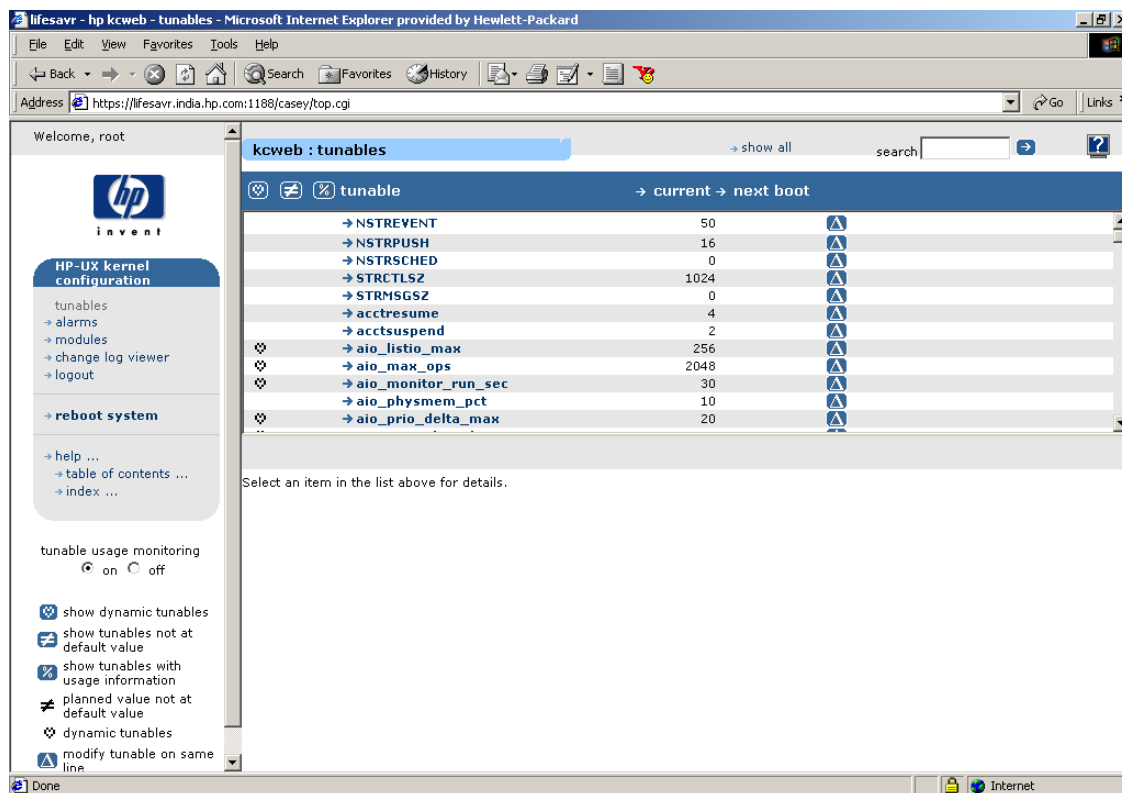 lifesavr - hp kcweb - tunables - Microsoft Internet Explorer provided by Hewlett-Packard
File Edit View Favorites Tools Help
Back Search Favorites History
Address https://lifesavr.india.hp.com:1188/casey/top.cgi Go Links
Welcome, root
hp
invent
HP-UX kernel
configuration
tunables
alarms
modules
change log viewer
logout
reboot system
help ...
table of contents ...
index ...
tunable usage monitoring
on off
show dynamic tunables
≠ show tunables not at
default value
% show tunables with
usage information
≠ planned value not at
default value
dynamic tunables
modify tunable on same
line
kcweb : tunables → show all search ?
≠ % tunable → current → next boot
→ NSTREVENT 50
→ NSTRPUSH 16
→ NSTRSCHED 0
→ STRCTLSZ 1024
→ STRMSGSZ 0
→ acctresume 4
→ acctsuspend 2
→ aio_listio_max 256
→ aio_max_ops 2048
→ aio_monitor_run_sec 30
→ aio_physmem_pct 10
→ aio_prio_delta_max 20
Select an item in the list above for details.
Done Internet